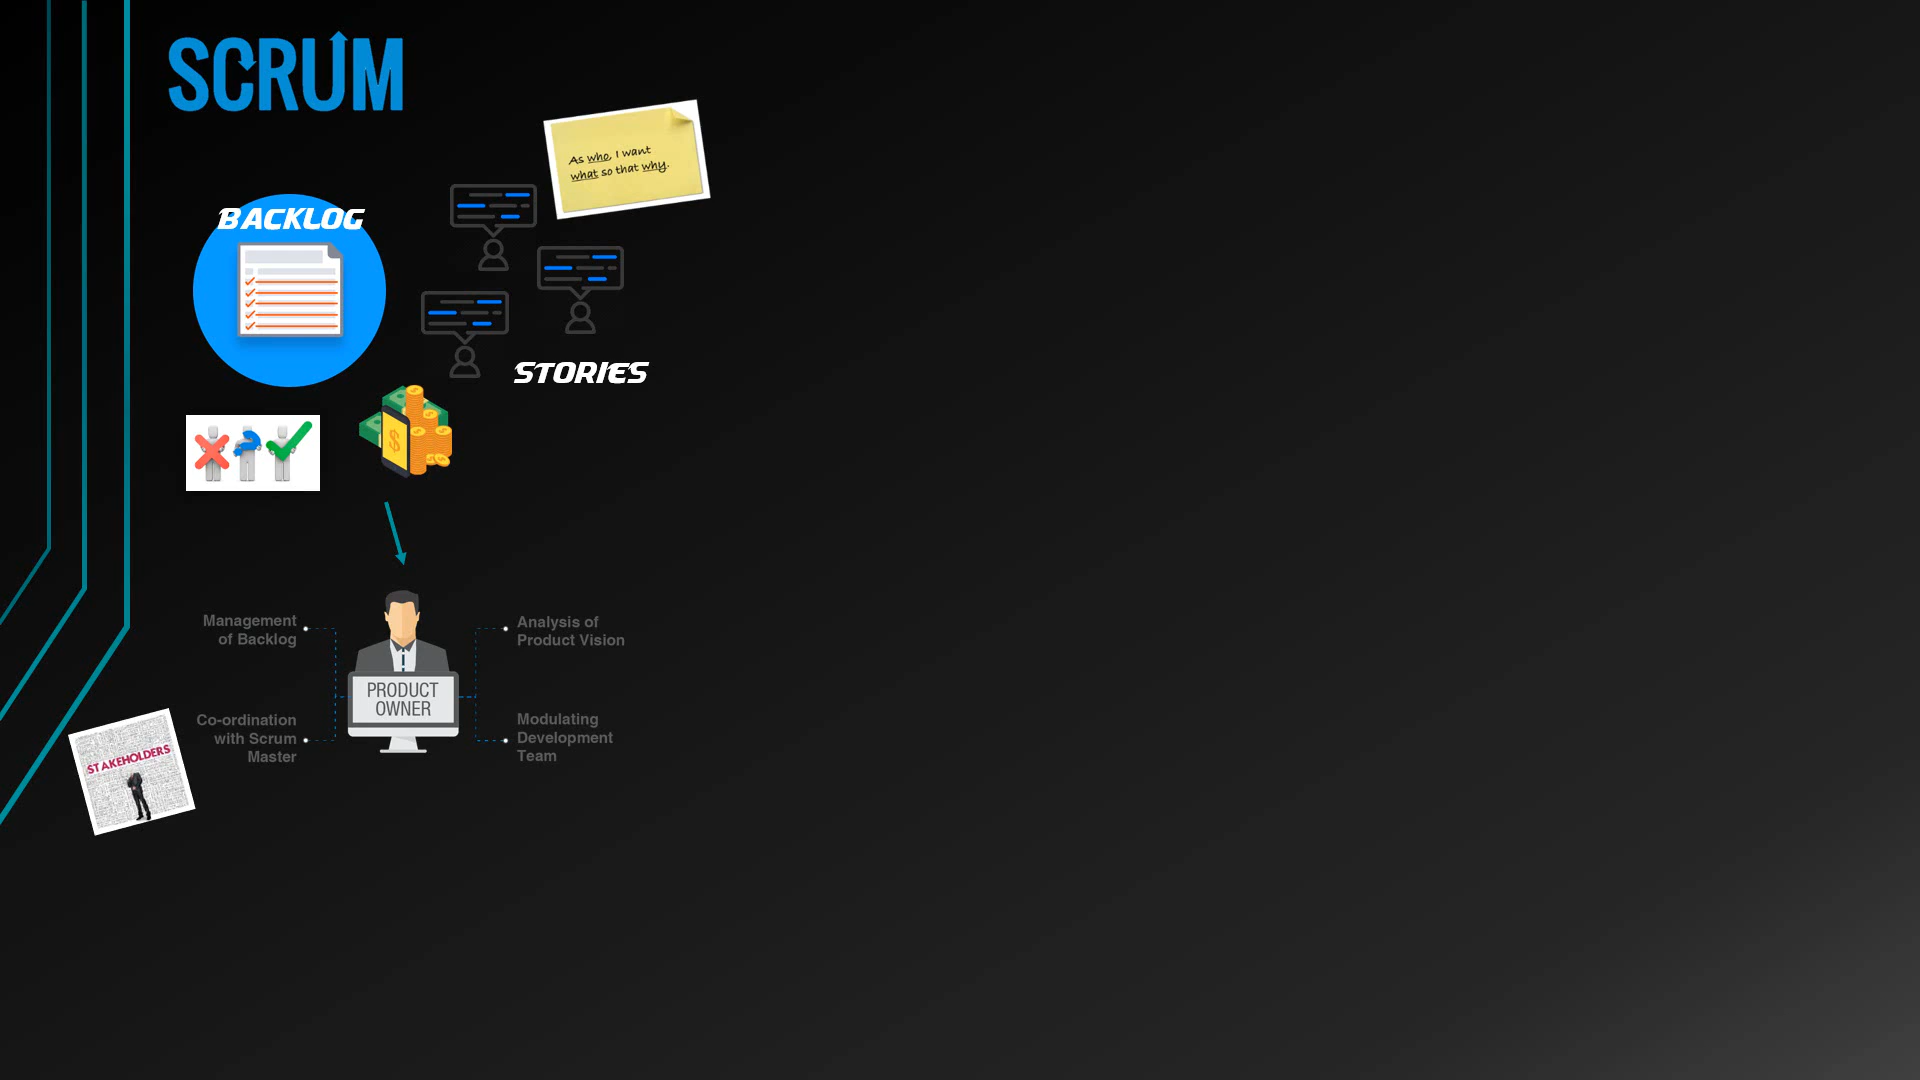 SCRUM
As who, I want
what so that why.
BACKLOG
STORIES
Management
of Backlog
Analysis of
Product Vision
PRODUCT
OWNER
Co-ordination
with Scrum
Master
Modulating
Development
Team
STAKEHOLDERS